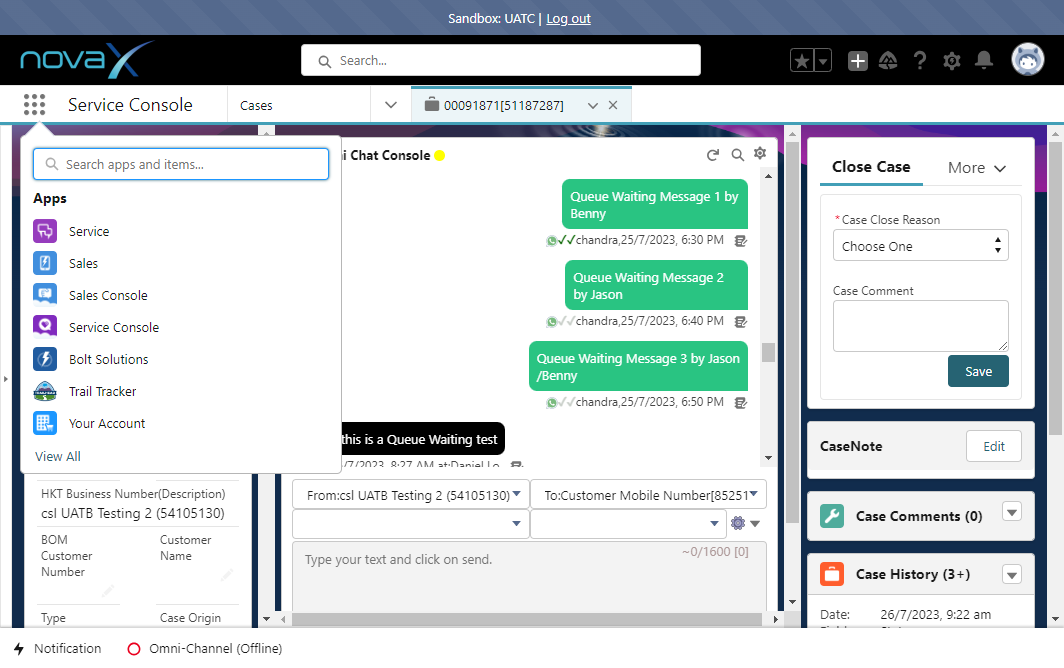 Sandbox: UATC | Log out
novaX
Search...
Service Console
Cases
00091871[51187287]
Search apps and items...
Apps
Service
Sales
Sales Console
Service Console
Bolt Solutions
Trail Tracker
Your Account
View All
HKT Business Number(Description)
csl UATB Testing 2 (54105130)
BOM
Customer
Number
Customer
Name
Type
Case Origin
Chat Console
Queue Waiting Message 1 by
Benny
chandra,25/7/2023, 6:30 PM
Queue Waiting Message 2
by Jason
chandra,25/7/2023, 6:40 PM
Queue Waiting Message 3 by Jason
/Benny
chandra,25/7/2023, 6:50 PM
this is a Queue Waiting test
/7/2023, 8:27 AM at:Daniel Lo
From:csl UATB Testing 2 (54105130)
To:Customer Mobile Number[85251
~0/1600 [0]
Type your text and click on send.
Close Case
More
*Case Close Reason
Choose One
Case Comment
Save
CaseNote
Edit
Case Comments (0)
Case History (3+)
Date:
26/7/2023, 9:22 am
Notification
Omni-Channel (Offline)